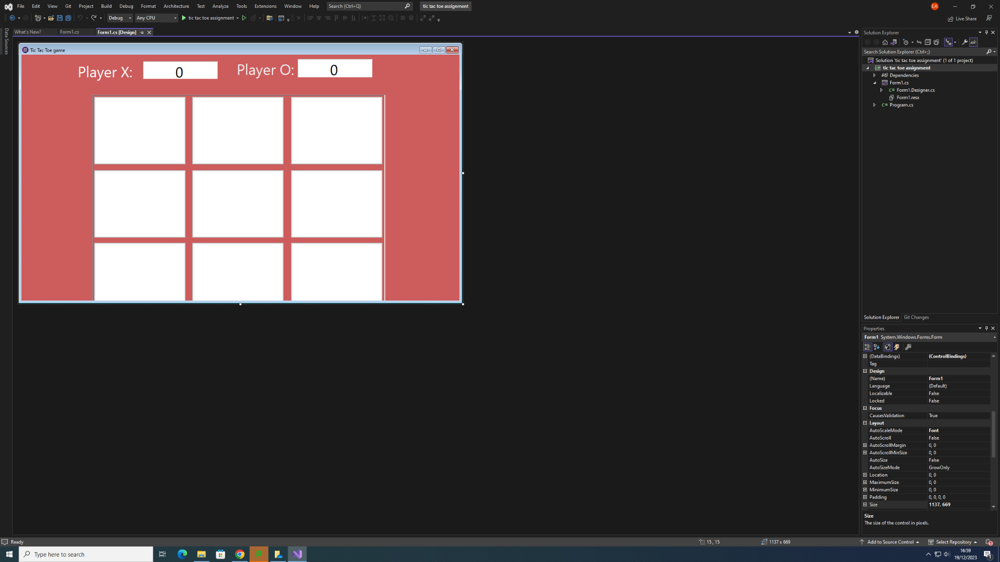 File Edit View Git Project Build Debug Format Architecture Test Analyze Tools Extensions Window Help Search (Ctrl+Q) tic tac toe assignment EA
Debug Any CPU tic tac toe assignment Live Share
Data Sources
What's New? Form1.cs Form1.cs [Design]
Tic Tac Toe game
Player X: 0 Player O: 0
Solution Explorer
Search Solution Explorer (Ctrl+;)
Solution 'tic tac toe assignment' (1 of 1 project)
tic tac toe assignment
Dependencies
Form1.cs
C# Form1.Designer.cs
Form1.resx
C# Program.cs
Solution Explorer Git Changes
Properties
Form1 System.Windows.Forms.Form
(DataBindings) (ControlBindings)
Tag
Design
(Name) Form1
Language (Default)
Localizable False
Locked False
Focus
CausesValidation True
Layout
AutoScaleMode Font
AutoScroll False
AutoScrollMargin 0, 0
AutoScrollMinSize 0, 0
AutoSize False
AutoSizeMode GrowOnly
Location 0, 0
MaximumSize 0, 0
MinimumSize 0, 0
Padding 0, 0, 0, 0
Size 1137, 669
Size
The size of the control in pixels.
Ready 15 , 15 1137 x 669 Add to Source Control Select Repository 1
Type here to search
16:59
19/12/2023
1